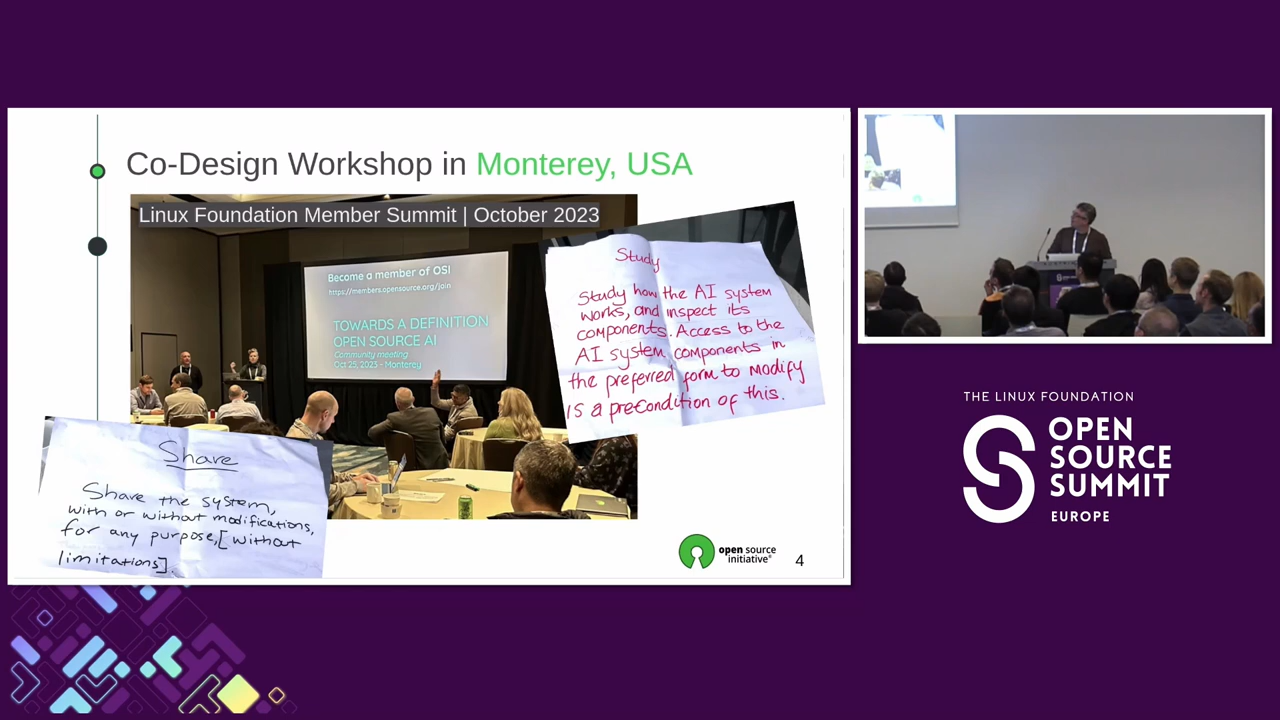 Co-Design Workshop in Monterey, USA
Linux Foundation Member Summit | October 2023
Become a member of OSI
https://members.opensource.org/join
TOWARDS A DEFINITION
OPEN SOURCE AI
Community meeting
Oct 25, 2023 - Monterey
Study
Study how the AI system
works, and inspect its
components. Access to the
AI system components in
the preferred form to modify
is a precondition of this.
Share
Share the system,
with or without modifications,
for any purpose,[without
limitations].
open source
initiative®
4
THE LINUX FOUNDATION
OPEN
SOURCE
SUMMIT
EUROPE